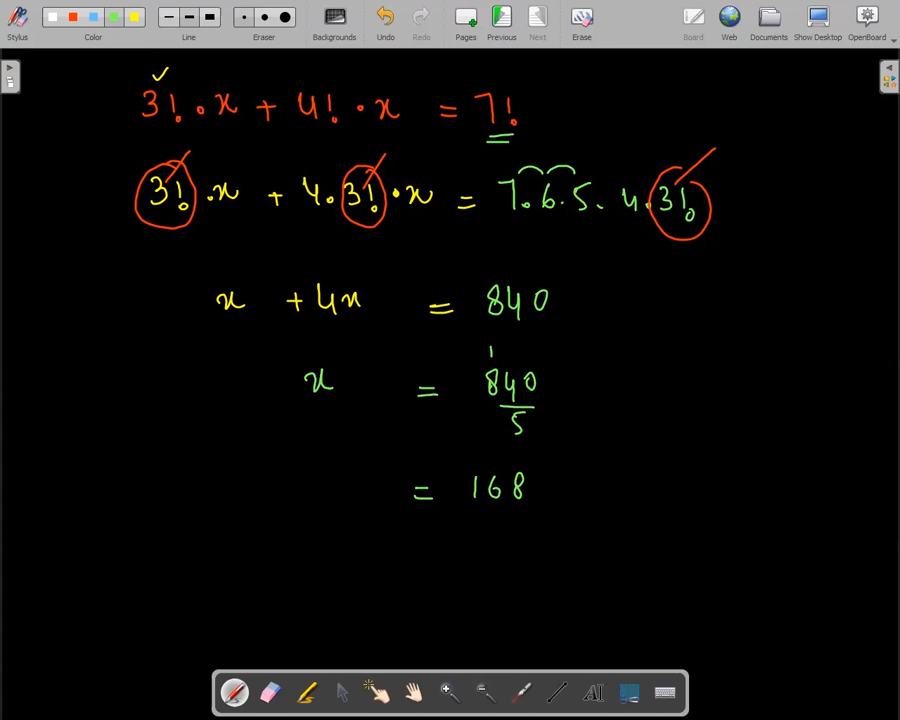 Stylus Color Line Eraser Backgrounds Undo Redo Pages Previous Next Erase Board Web Documents Show Desktop OpenBoard
3! · x + 4! · x = 7!
3! · x + 4 · 3! · x = 7 . 6 . 5 . 4 . 3!
x + 4x = 840
1
x = 840
5
= 168